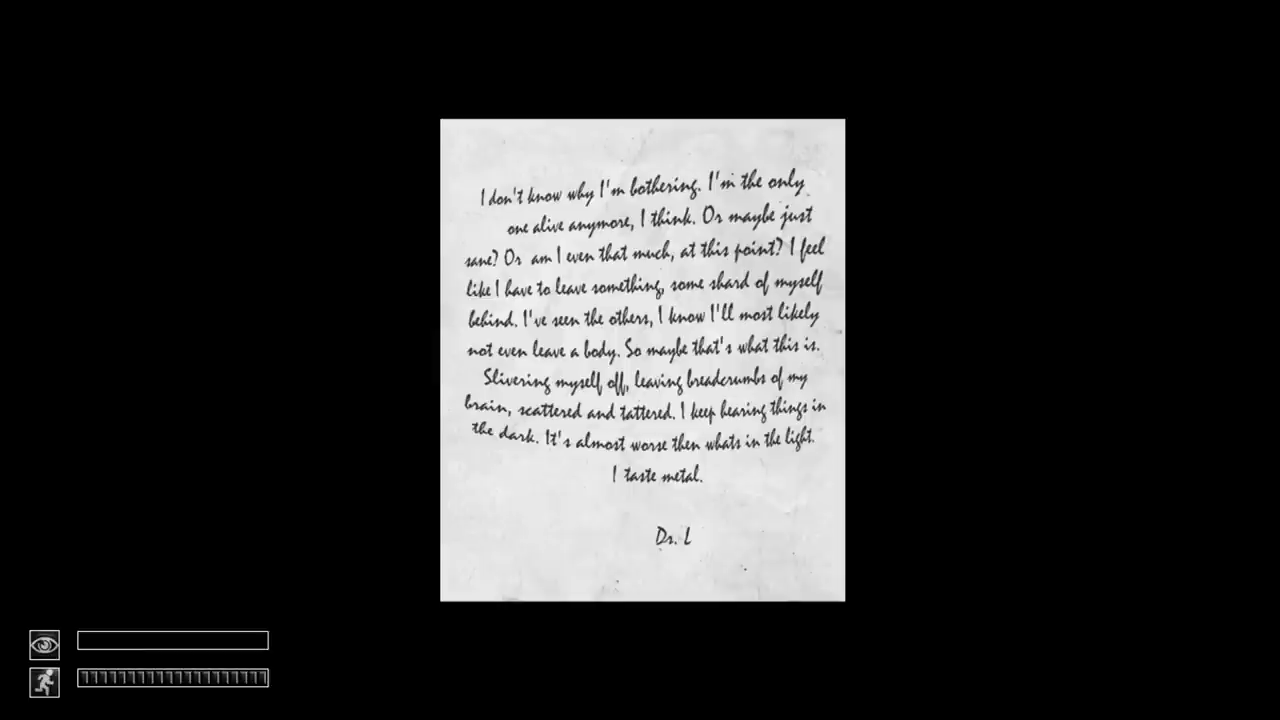 I don't know why I'm bothering. I'm the only
one alive anymore, I think. Or maybe just
sane? Or am I even that much, at this point? I feel
like I have to leave something, some shard of myself
behind. I've seen the others, I know I'll most likely
not even leave a body. So maybe that's what this is.
Slivering myself off, leaving breadcrumbs of my
brain, scattered and tattered. I keep hearing things in
the dark. It's almost worse then whats in the light.
I taste metal.
Dr. L